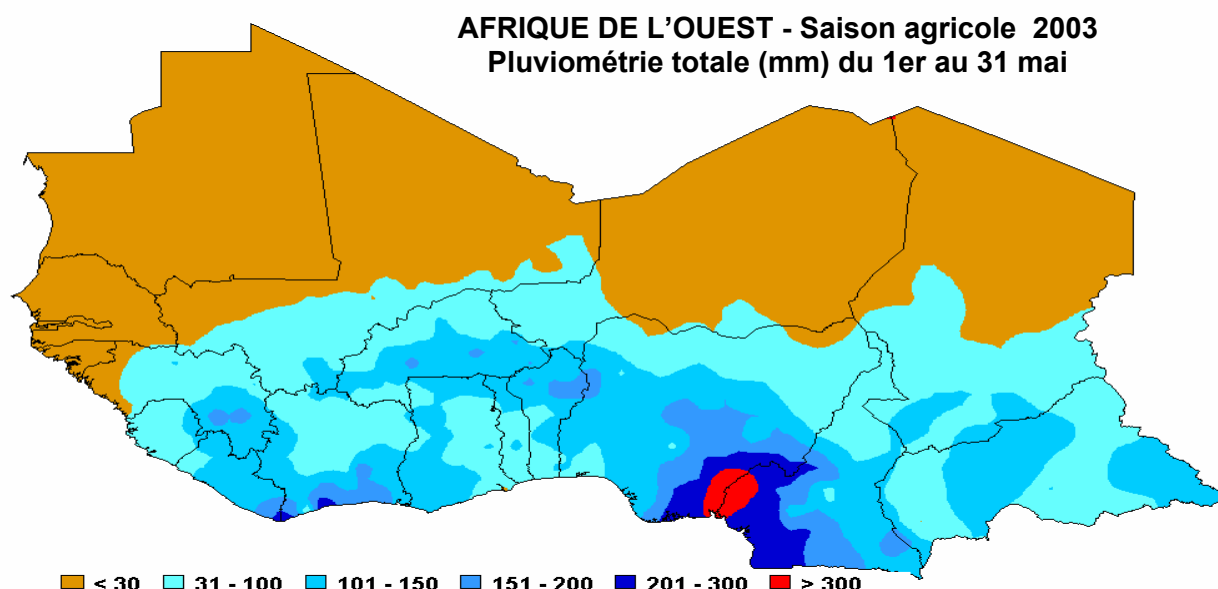 AFRIQUE DE L'OUEST - Saison agricole 2003
Pluviométrie totale (mm) du 1er au 31 mai
< 30 31 - 100 101 - 150 151 - 200 201 - 300 > 300